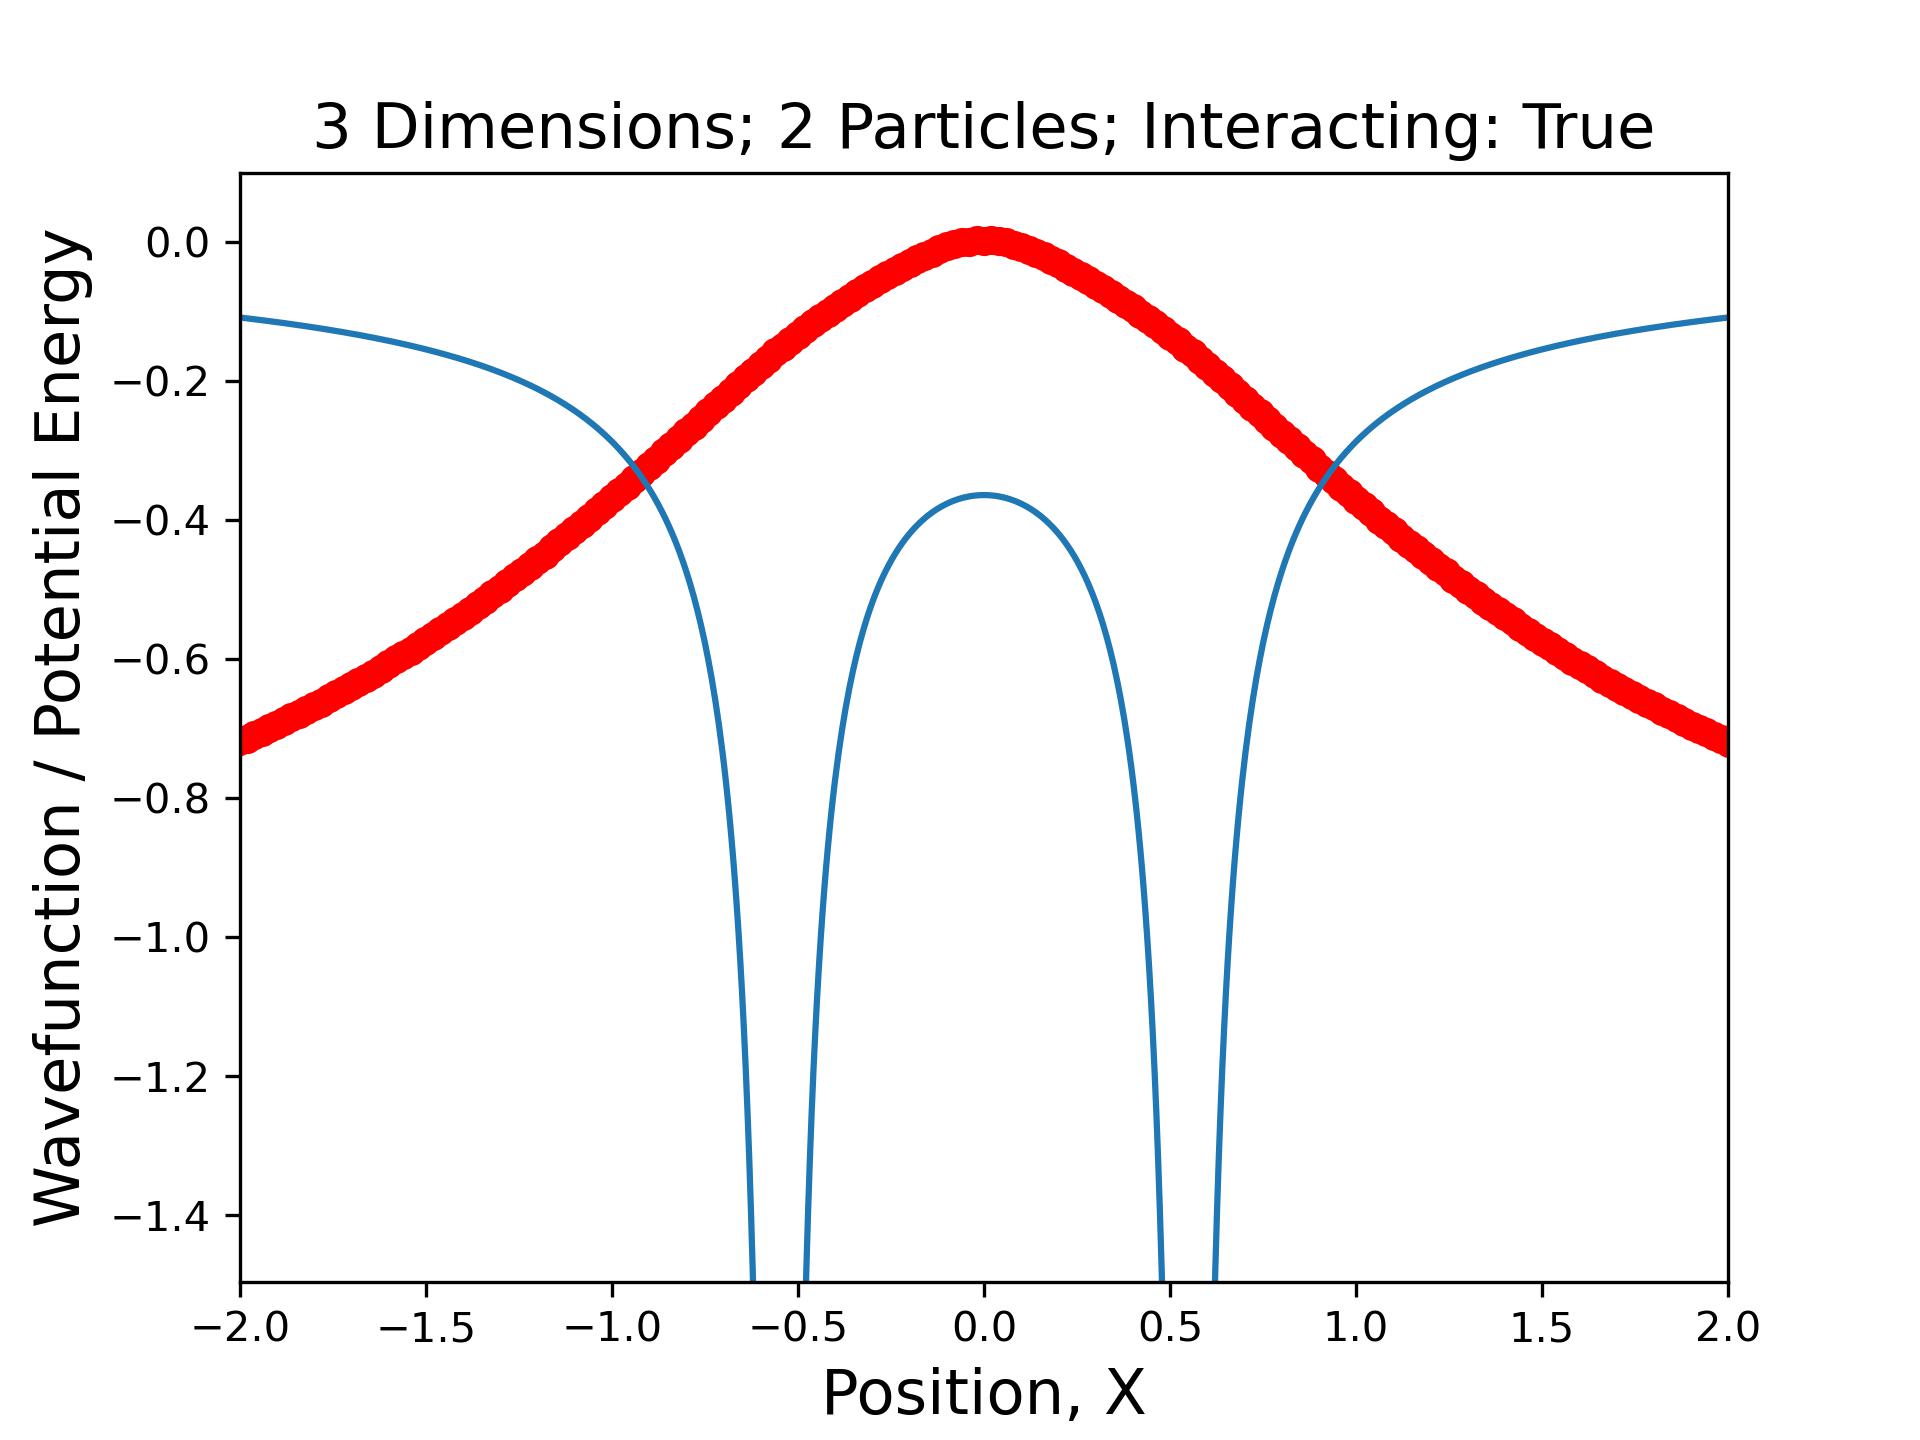 3 Dimensions; 2 Particles; Interacting: True
Wavefunction / Potential Energy
0.0
−0.2
−0.4
−0.6
−0.8
−1.0
−1.2
−1.4
−2.0 −1.5 −1.0 −0.5 0.0 0.5 1.0 1.5 2.0
Position, X